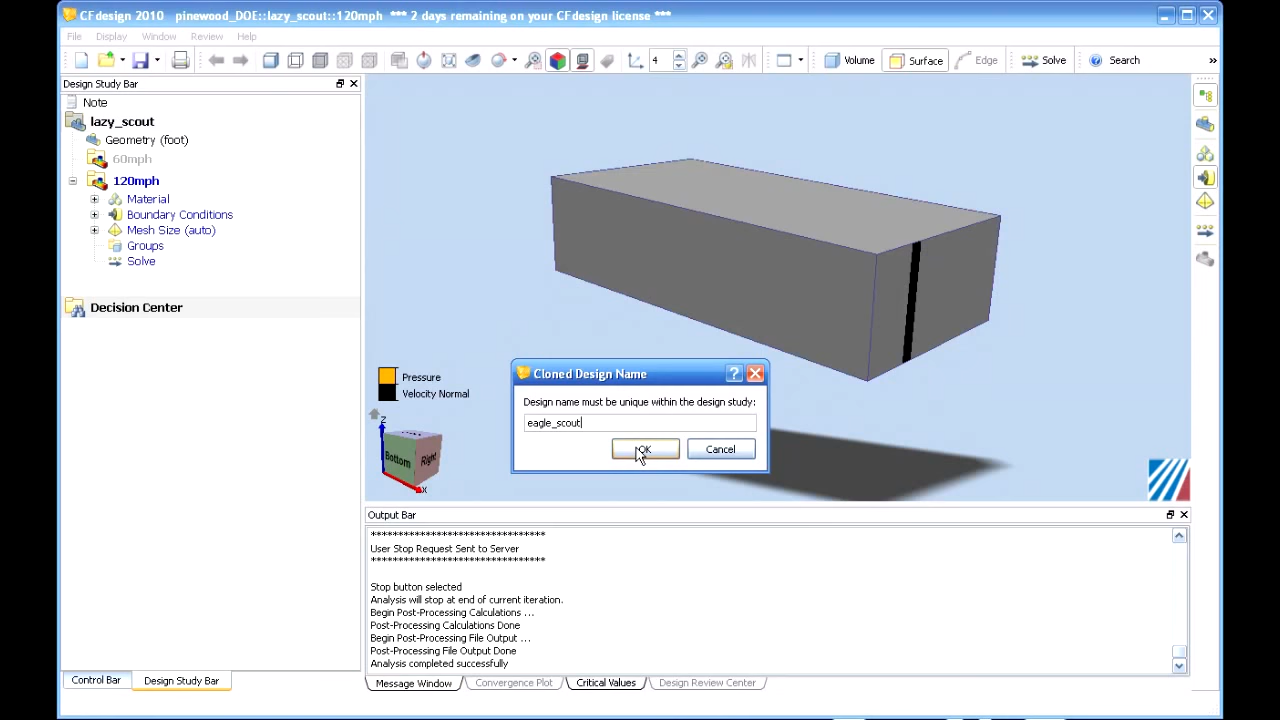 CFdesign 2010 pinewood_DOE::lazy_scout::120mph *** 2 days remaining on your CFdesign license ***
File Display Window Review Help
4 Volume Surface Edge Solve ? Search »
Design Study Bar
Note
lazy_scout
Geometry (foot)
60mph
120mph
Material
Boundary Conditions
Mesh Size (auto)
Groups
Solve
Decision Center
Pressure
Velocity Normal
Z
Bottom Right
X
Cloned Design Name ?
Design name must be unique within the design study:
eagle_scout
OK Cancel
Output Bar
********************************
User Stop Request Sent to Server
********************************
Stop button selected
Analysis will stop at end of current iteration.
Begin Post-Processing Calculations ...
Post-Processing Calculations Done
Begin Post-Processing File Output ...
Post-Processing File Output Done
Analysis completed successfully
Control Bar Design Study Bar Message Window Convergence Plot Critical Values Design Review Center